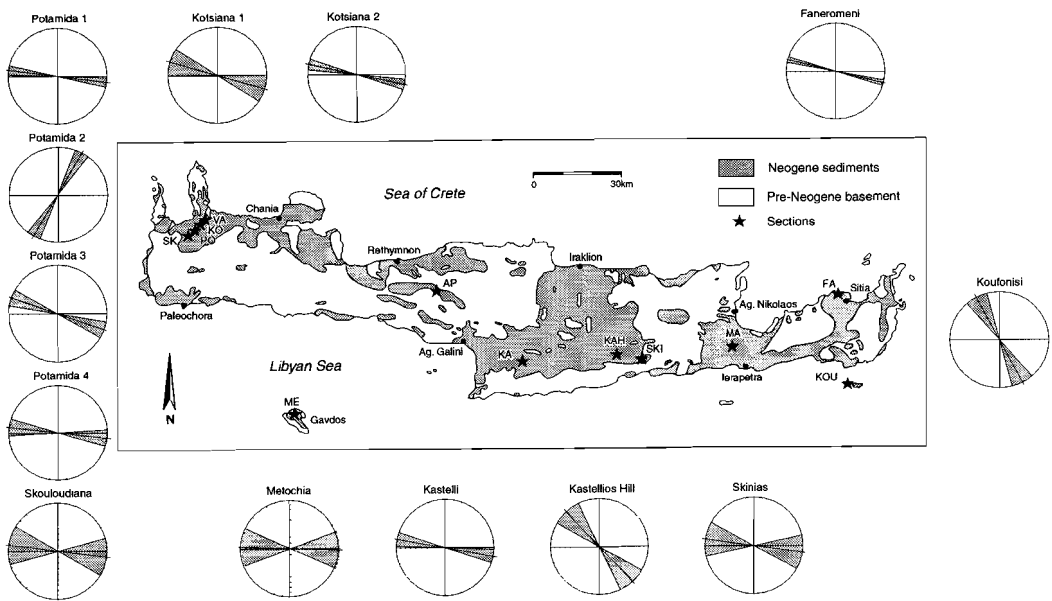 Potamida 1
Kotsiana 1
Kotsiana 2
Faneromeni
Potamida 2
Potamida 3
Potamida 4
Skouloudiana
Koufonisi
Sea of Crete
0 30km
Neogene sediments
Pre-Neogene basement
Sections
Chania
VA
KO
PO
SK
Rethymnon
Iraklion
AP
FA
Sitia
Paleochora
Ag. Nikolaos
MA
Ag. Galini
KA
KAH
SKI
Ierapetra
KOU
Libyan Sea
N
ME
Gavdos
Metochia
Kastelli
Kastellios Hill
Skinias